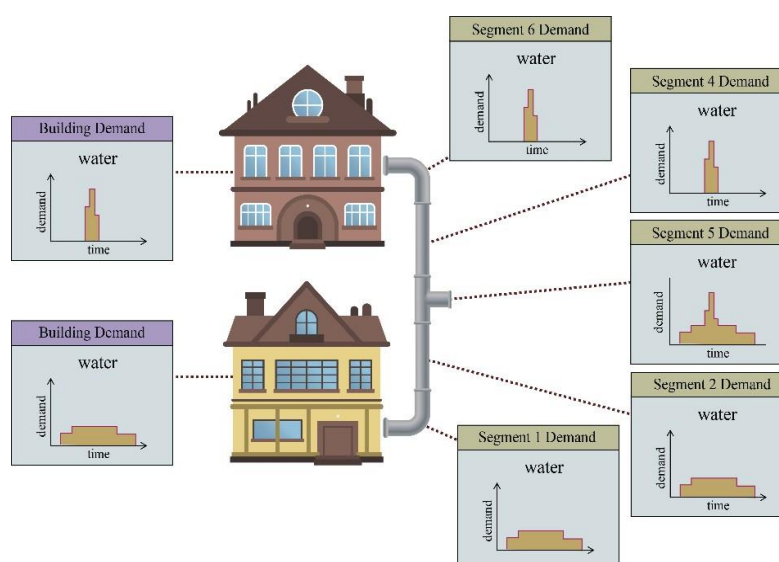 Segment 6 Demand
water
demand
time
Segment 4 Demand
water
demand
time
Building Demand
water
demand
time
Segment 5 Demand
water
demand
time
Building Demand
water
demand
time
Segment 2 Demand
water
demand
time
Segment 1 Demand
water
demand
time